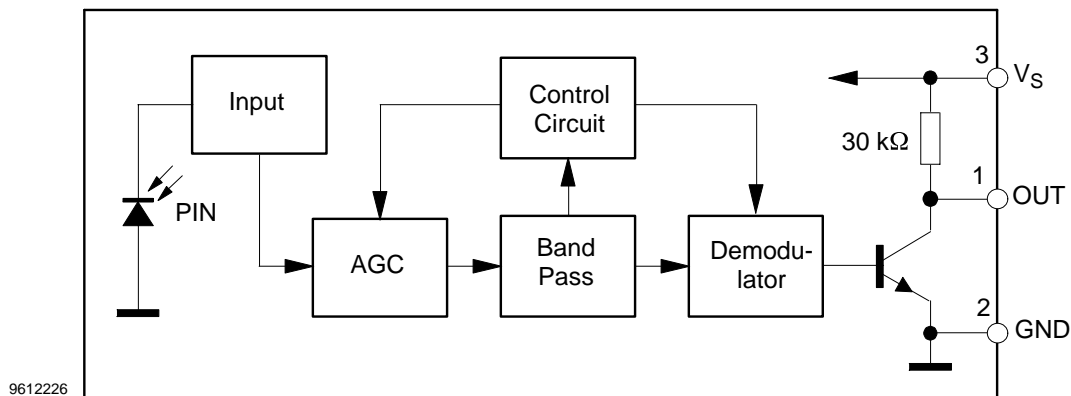 3
V_S
Input
Control
Circuit
30 kΩ
1
OUT
PIN
AGC
Band
Pass
Demodu-
lator
2
GND
9612226